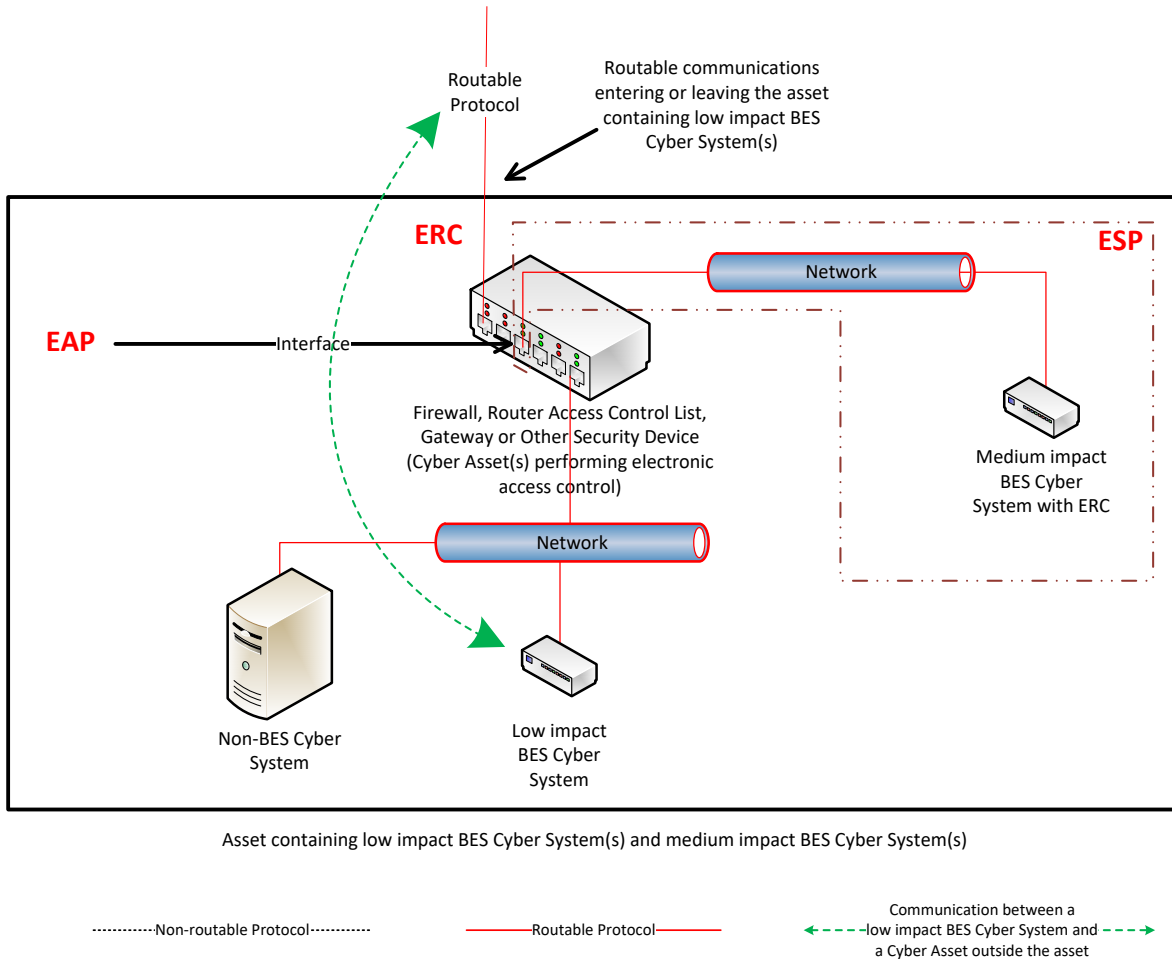 Routable
Protocol
Routable communications
entering or leaving the asset
containing low impact BES
Cyber System(s)
ERC
ESP
Network
EAP
Interface
Firewall, Router Access Control List,
Gateway or Other Security Device
(Cyber Asset(s) performing electronic
access control)
Medium impact
BES Cyber
System with ERC
Network
Non-BES Cyber
System
Low impact
BES Cyber
System
Asset containing low impact BES Cyber System(s) and medium impact BES Cyber System(s)
Non-routable Protocol
Routable Protocol
Communication between a
low impact BES Cyber System and
a Cyber Asset outside the asset